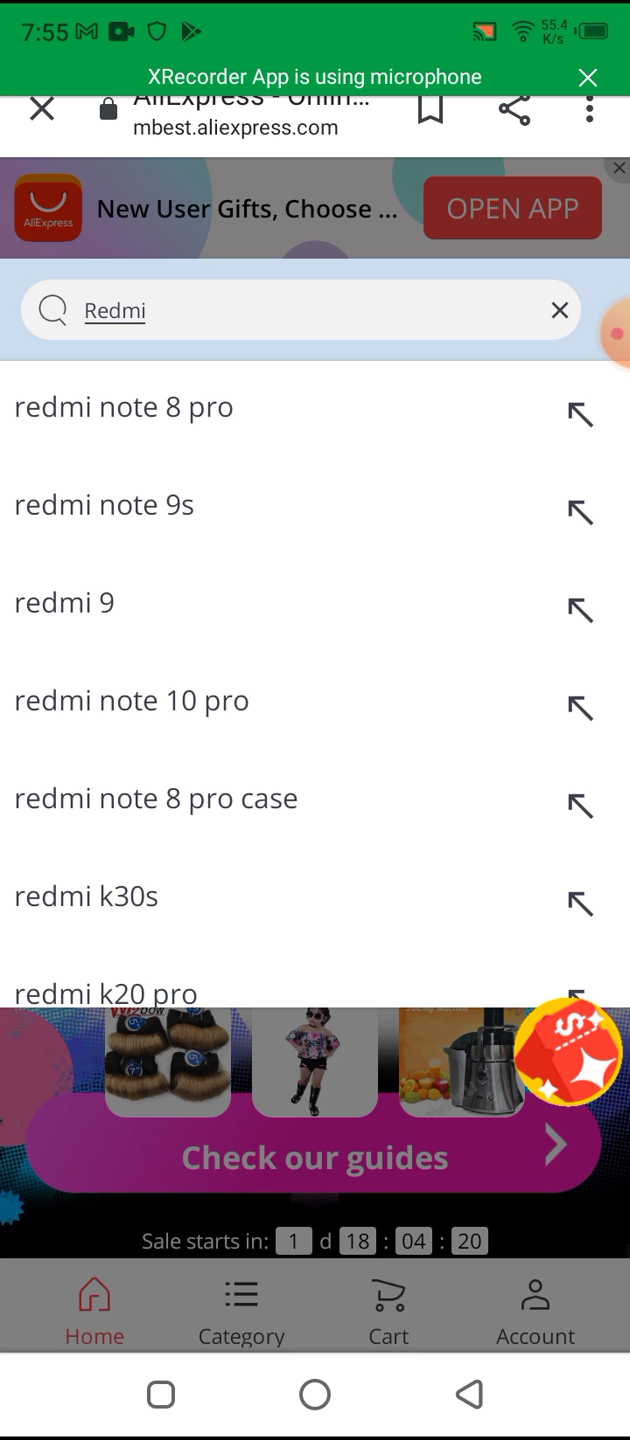 7:55
55.4
K/s
XRecorder App is using microphone
AliExpress - Onlin...
mbest.aliexpress.com
AliExpress
New User Gifts, Choose ...
OPEN APP
Redmi
redmi note 8 pro
redmi note 9s
redmi 9
redmi note 10 pro
redmi note 8 pro case
redmi k30s
redmi k20 pro
Check our guides
Sale starts in: 1 d 18 : 04 : 20
Home
Category
Cart
Account